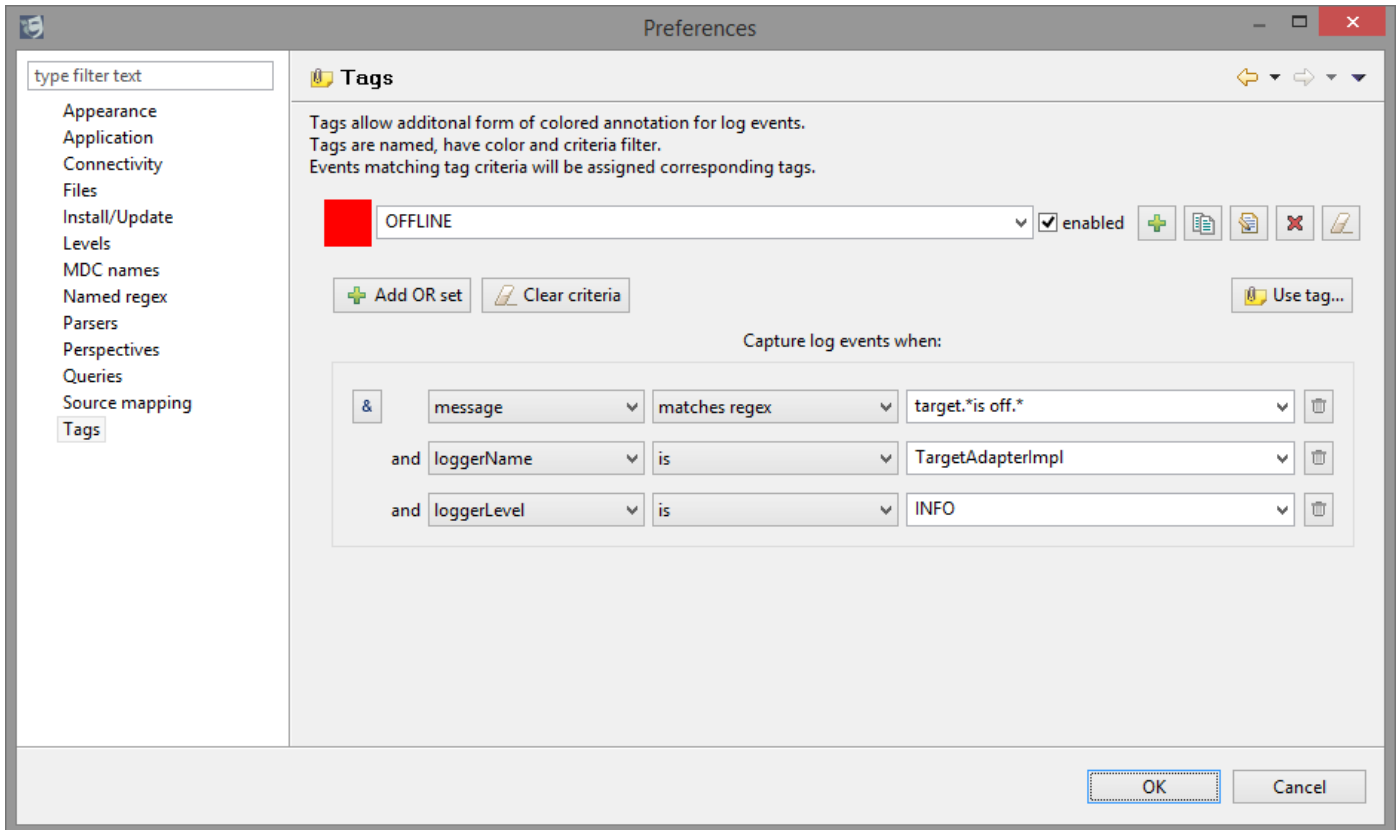 Preferences
type filter text
Appearance
Application
Connectivity
Files
Install/Update
Levels
MDC names
Named regex
Parsers
Perspectives
Queries
Source mapping
Tags
Tags
Tags allow additonal form of colored annotation for log events.
Tags are named, have color and criteria filter.
Events matching tag criteria will be assigned corresponding tags.
OFFLINE enabled
Add OR set Clear criteria Use tag...
Capture log events when:
& message matches regex target.*is off.*
and loggerName is TargetAdapterImpl
and loggerLevel is INFO
OK Cancel